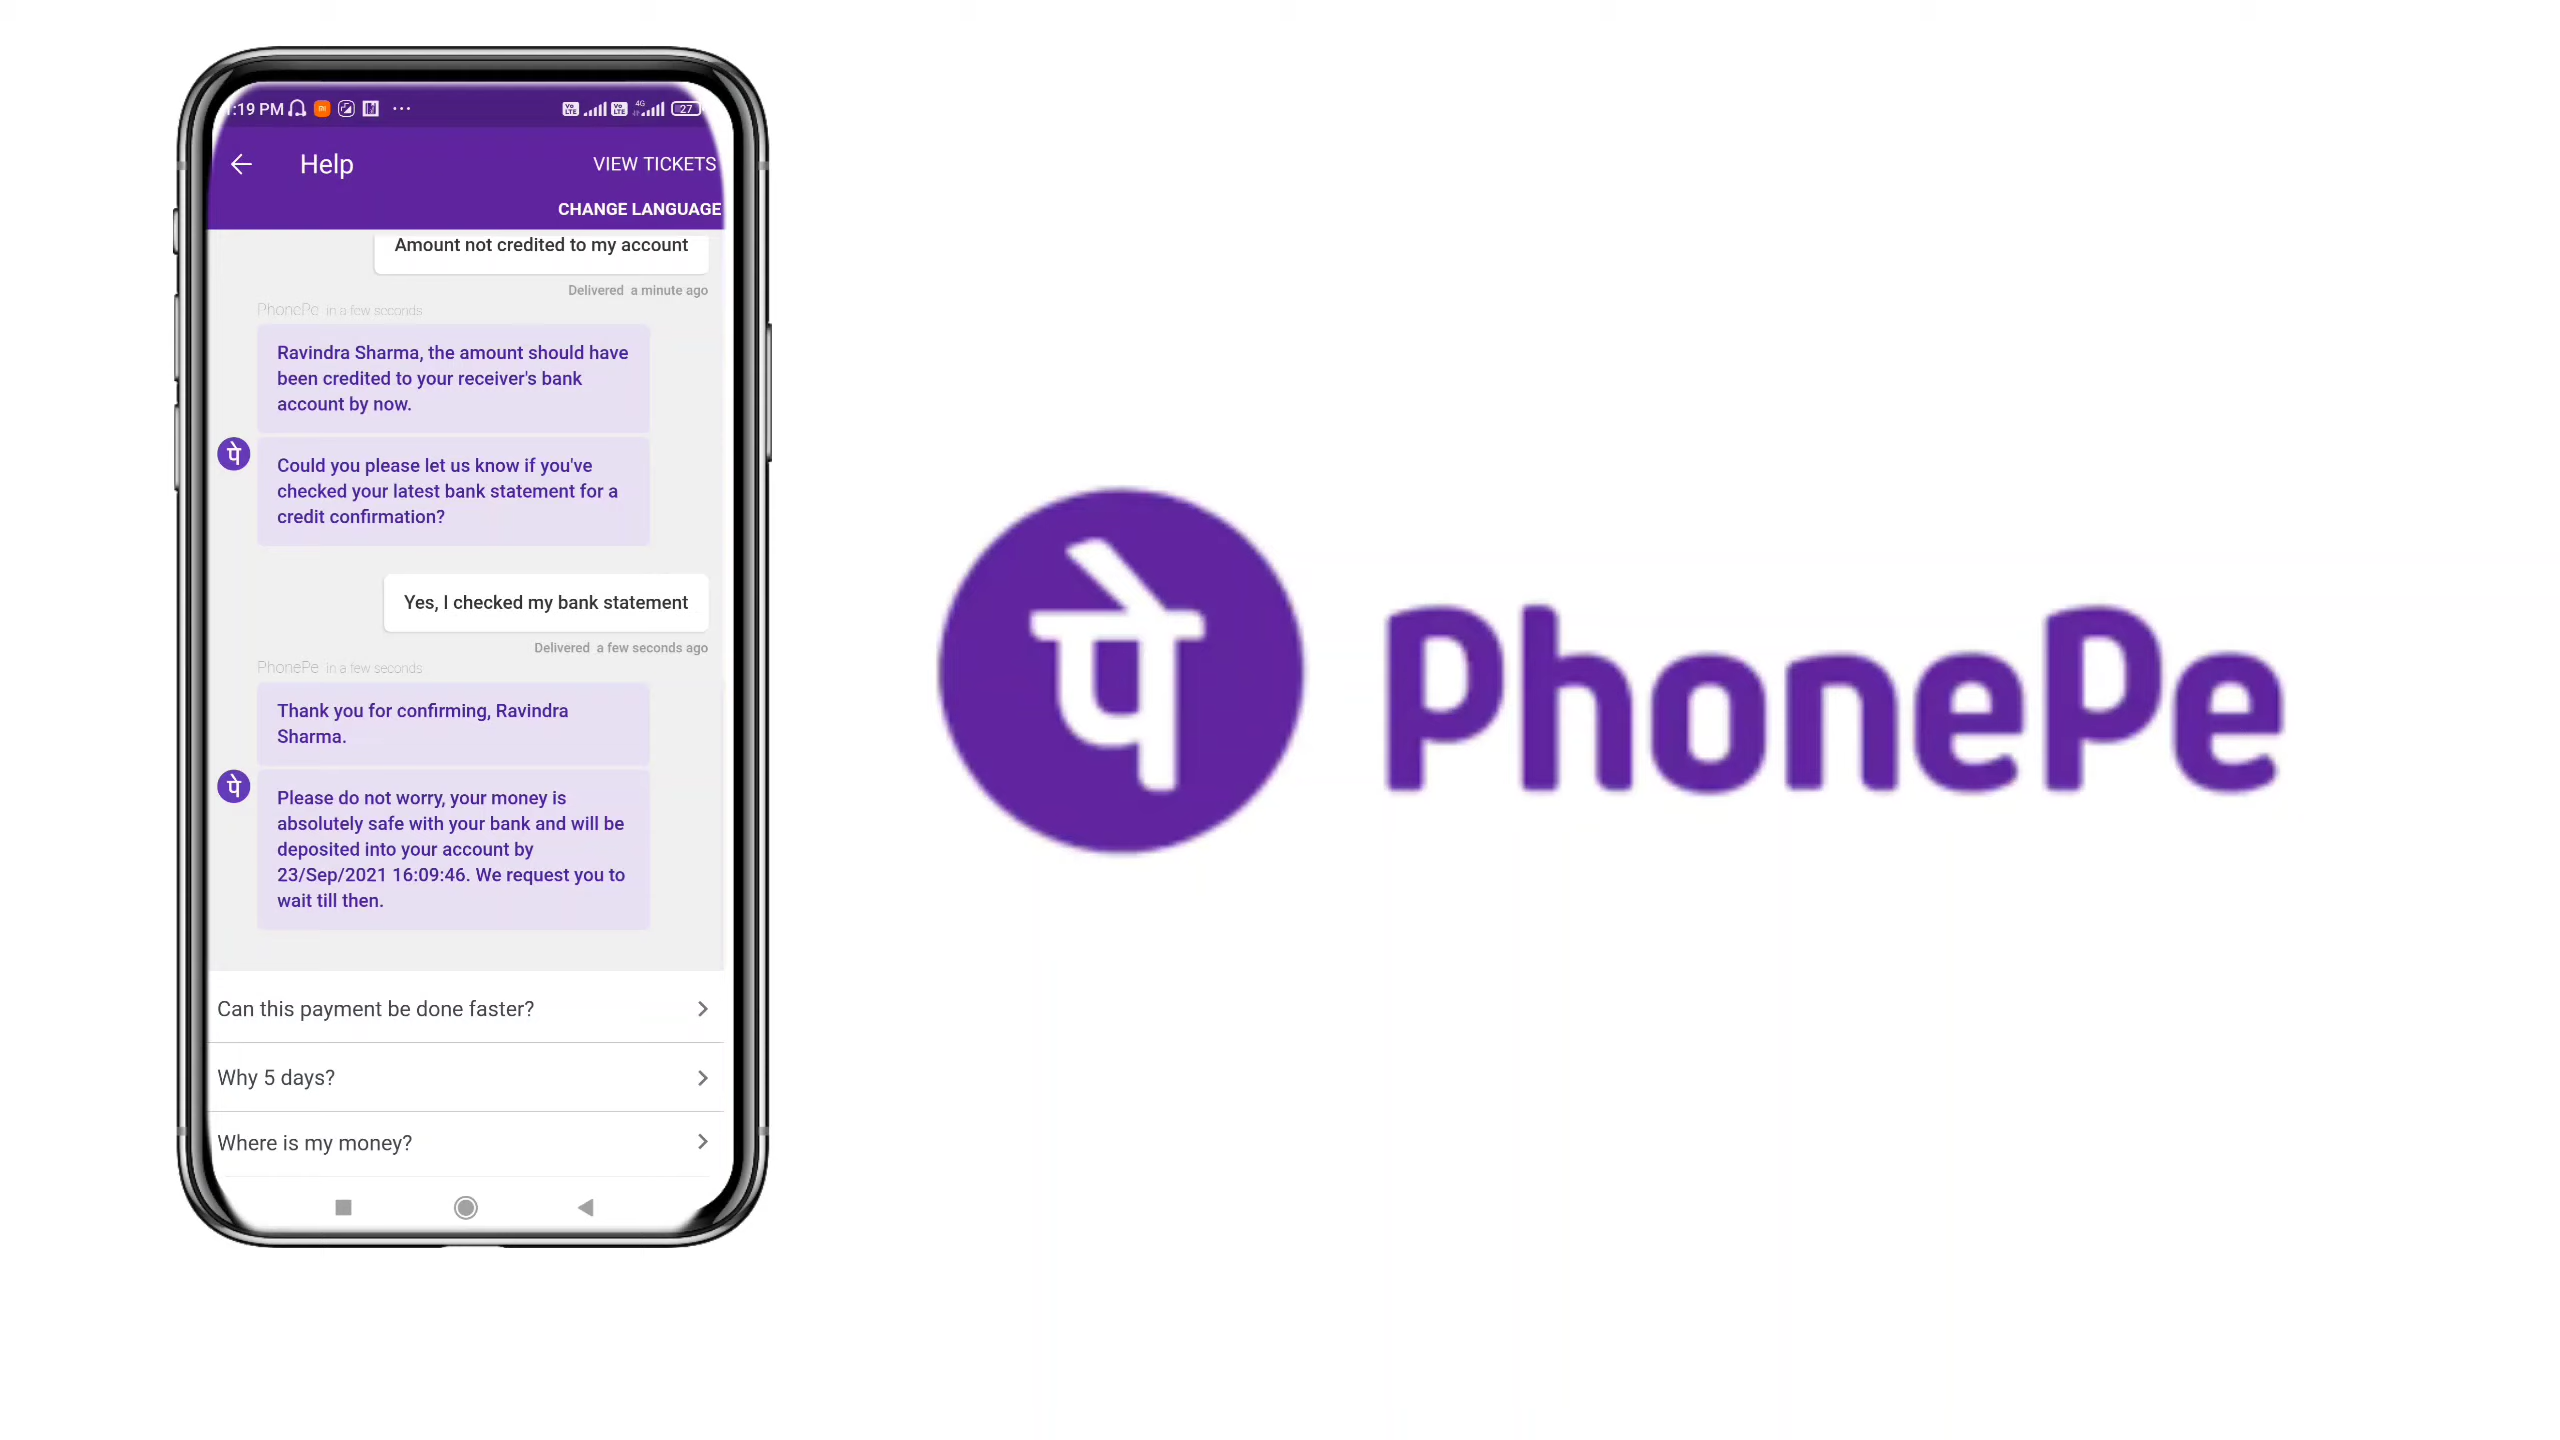 :19 PM
4G
27
Help
VIEW TICKETS
CHANGE LANGUAGE
Amount not credited to my account
Delivered a minute ago
PhonePe in a few seconds
Ravindra Sharma, the amount should have
been credited to your receiver's bank
account by now.
पे
Could you please let us know if you've
checked your latest bank statement for a
credit confirmation?
Yes, I checked my bank statement
Delivered a few seconds ago
PhonePe in a few seconds
Thank you for confirming, Ravindra
Sharma.
पे
Please do not worry, your money is
absolutely safe with your bank and will be
deposited into your account by
23/Sep/2021 16:09:46. We request you to
wait till then.
Can this payment be done faster?
Why 5 days?
Where is my money?
पे PhonePe